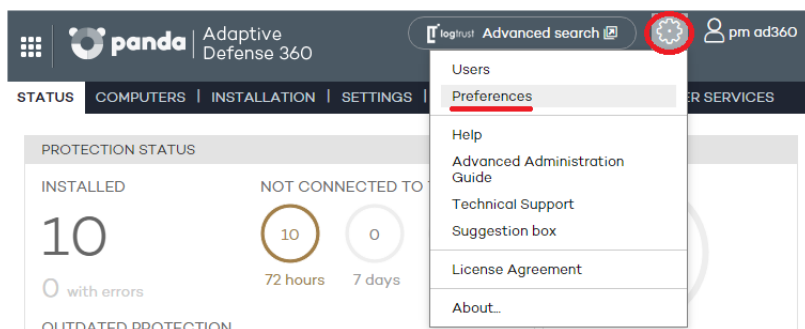 panda
Adaptive
Defense 360
logtrust Advanced search
pm ad360
STATUS COMPUTERS | INSTALLATION | SETTINGS |
SERVICES
Users
Preferences
Help
Advanced Administration
Guide
Technical Support
Suggestion box
License Agreement
About...
PROTECTION STATUS
INSTALLED
10
0 with errors
NOT CONNECTED TO
10
72 hours
0
7 days
OUTDATED PROTECTION